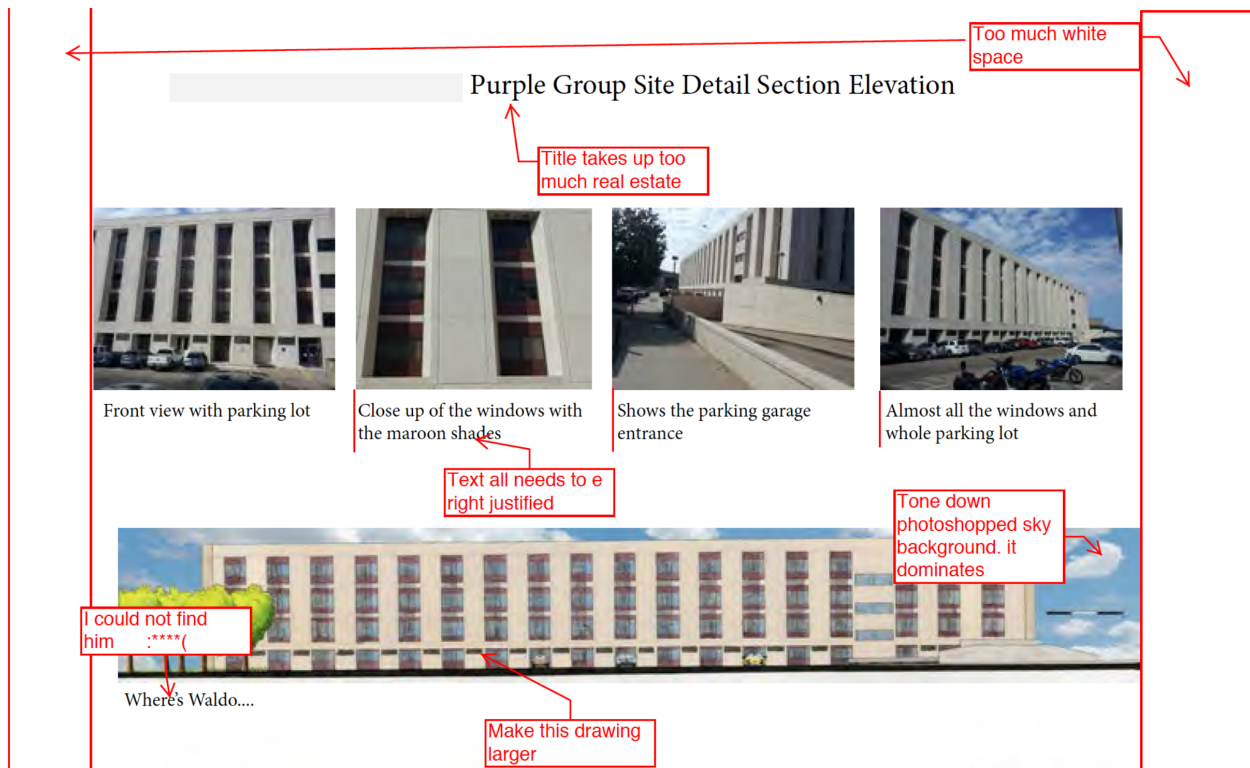 Too much white
space
Purple Group Site Detail Section Elevation
Title takes up too
much real estate
Front view with parking lot
Close up of the windows with
the maroon shades
Shows the parking garage
entrance
Almost all the windows and
whole parking lot
Text all needs to e
right justified
Tone down
photoshopped sky
background. it
dominates
I could not find
him :****(
Where's Waldo....
Make this drawing
larger